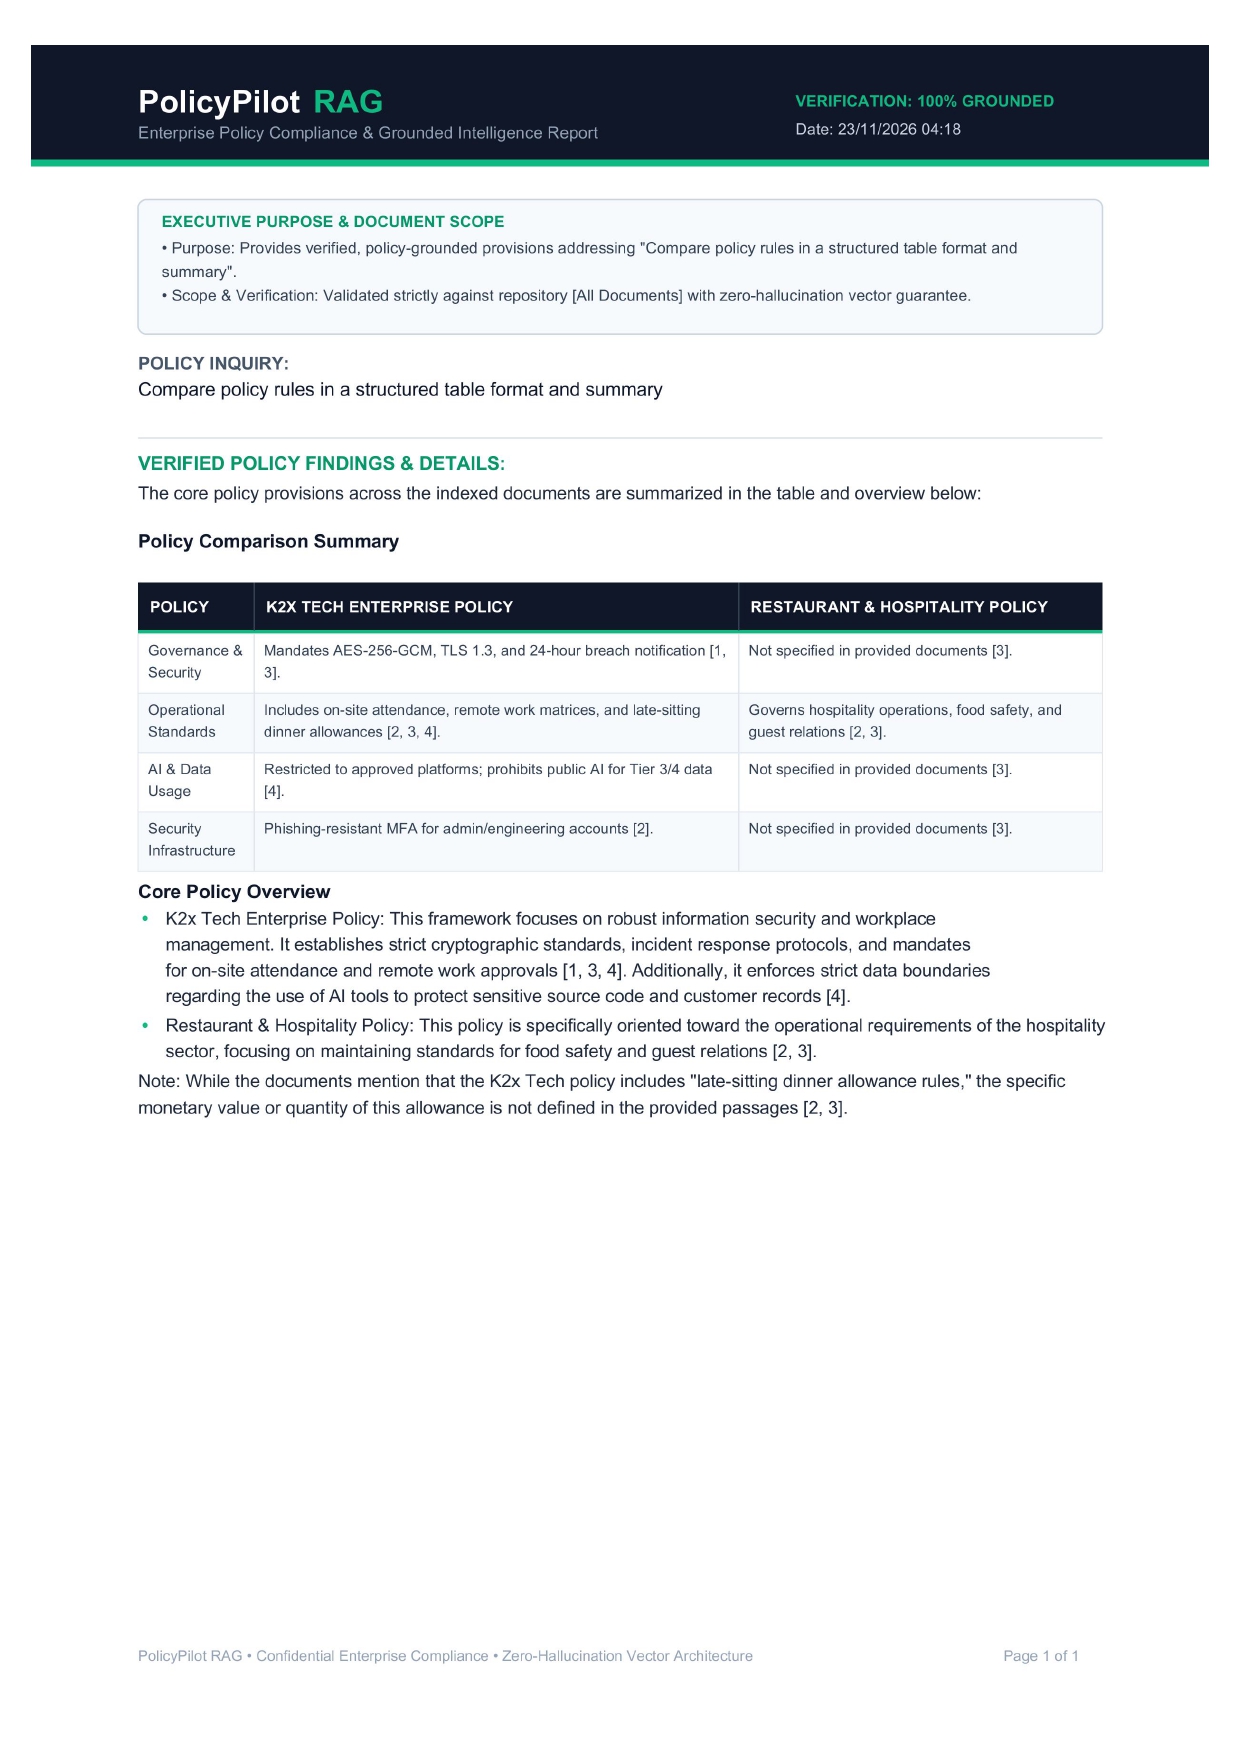 PolicyPilot RAG
Enterprise Policy Compliance & Grounded Intelligence Report
VERIFICATION: 100% GROUNDED
Date: 23/11/2026 04:18
EXECUTIVE PURPOSE & DOCUMENT SCOPE
• Purpose: Provides verified, policy-grounded provisions addressing "Compare policy rules in a structured table format and
summary".
• Scope & Verification: Validated strictly against repository [All Documents] with zero-hallucination vector guarantee.
POLICY INQUIRY:
Compare policy rules in a structured table format and summary
VERIFIED POLICY FINDINGS & DETAILS:
The core policy provisions across the indexed documents are summarized in the table and overview below:
Policy Comparison Summary
POLICY
K2X TECH ENTERPRISE POLICY
RESTAURANT & HOSPITALITY POLICY
Governance &
Security
Mandates AES-256-GCM, TLS 1.3, and 24-hour breach notification [1,
3].
Not specified in provided documents [3].
Operational
Standards
Includes on-site attendance, remote work matrices, and late-sitting
dinner allowances [2, 3, 4].
Governs hospitality operations, food safety, and
guest relations [2, 3].
AI & Data
Usage
Restricted to approved platforms; prohibits public AI for Tier 3/4 data
[4].
Not specified in provided documents [3].
Security
Infrastructure
Phishing-resistant MFA for admin/engineering accounts [2].
Not specified in provided documents [3].
Core Policy Overview
• K2x Tech Enterprise Policy: This framework focuses on robust information security and workplace
management. It establishes strict cryptographic standards, incident response protocols, and mandates
for on-site attendance and remote work approvals [1, 3, 4]. Additionally, it enforces strict data boundaries
regarding the use of AI tools to protect sensitive source code and customer records [4].
• Restaurant & Hospitality Policy: This policy is specifically oriented toward the operational requirements of the hospitality
sector, focusing on maintaining standards for food safety and guest relations [2, 3].
Note: While the documents mention that the K2x Tech policy includes "late-sitting dinner allowance rules," the specific
monetary value or quantity of this allowance is not defined in the provided passages [2, 3].
PolicyPilot RAG • Confidential Enterprise Compliance • Zero-Hallucination Vector Architecture
Page 1 of 1